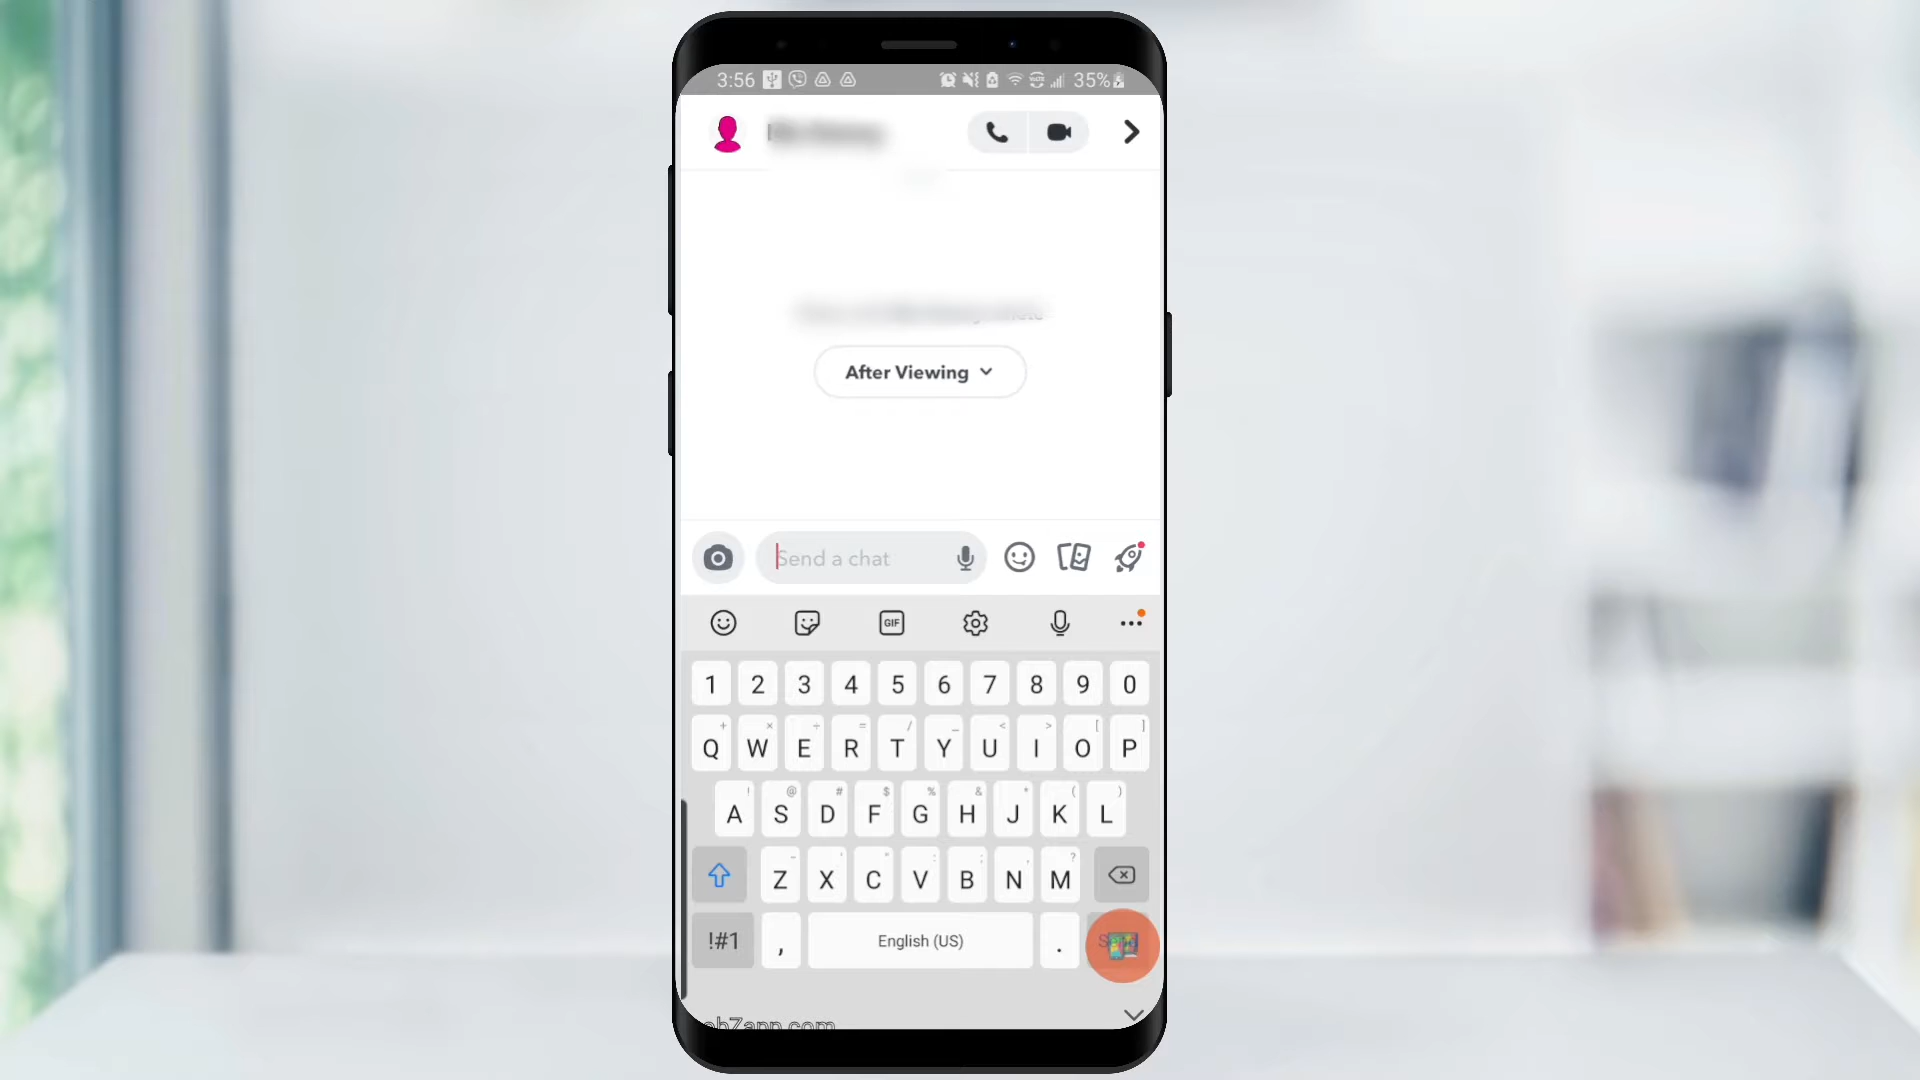 3:56 35%
After Viewing
Send a chat
GIF
1 2 3 4 5 6 7 8 9 0
+ × ÷ = / _ < > [ ]
Q W E R T Y U I O P
! @ # $ % & * ( )
A S D F G H J K L
- ' " : ; , ?
Z X C V B N M
!#1 , English (US) .